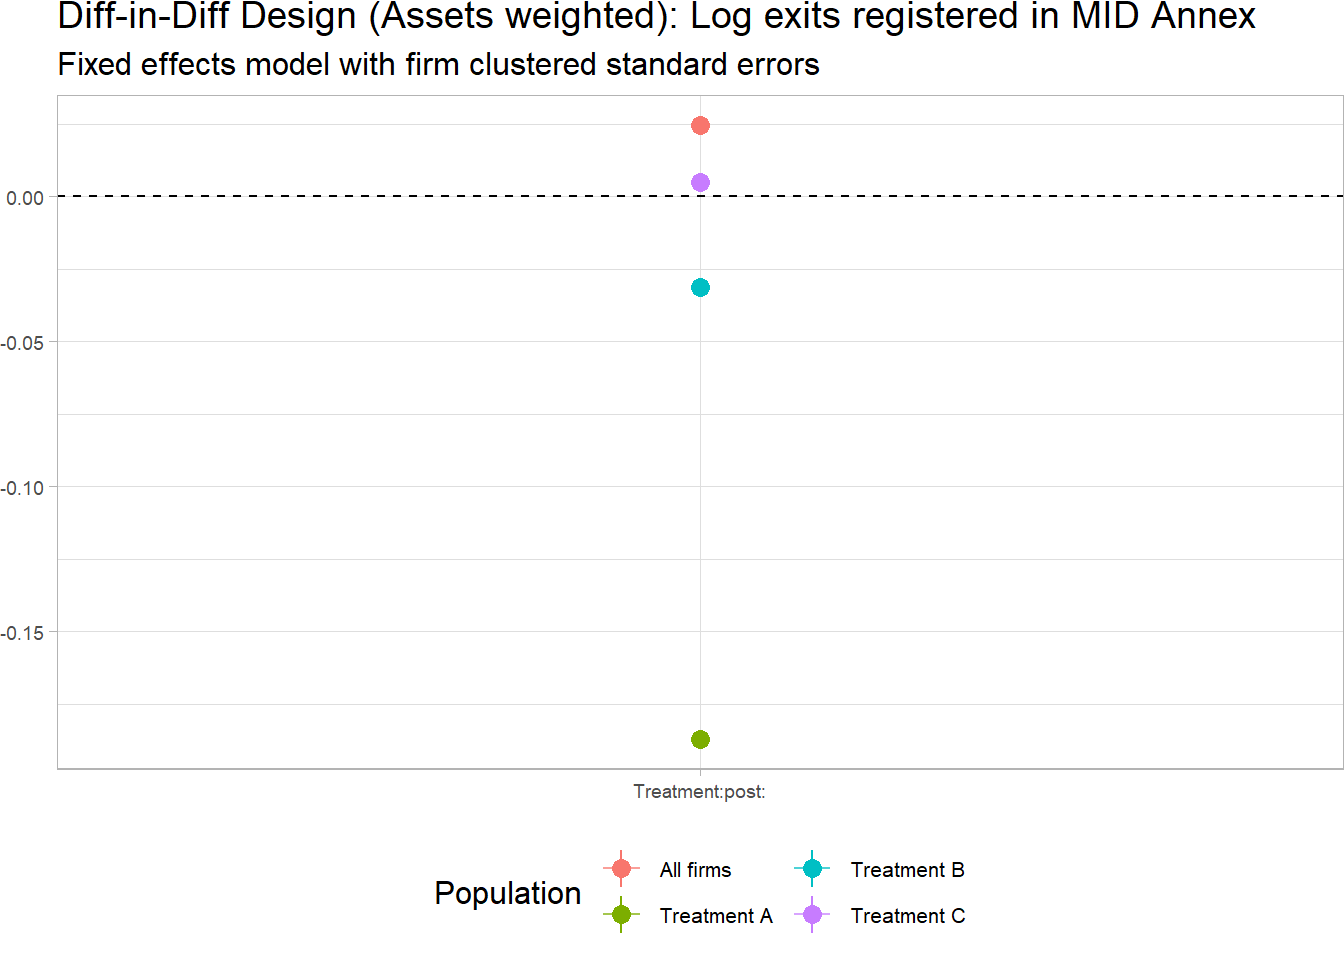 Diff-in-Diff Design (Assets weighted): Log exits registered in MID Annex
Fixed effects model with firm clustered standard errors
0.00
-0.05
-0.10
-0.15
Treatment:post:
Population
All firms
Treatment A
Treatment B
Treatment C